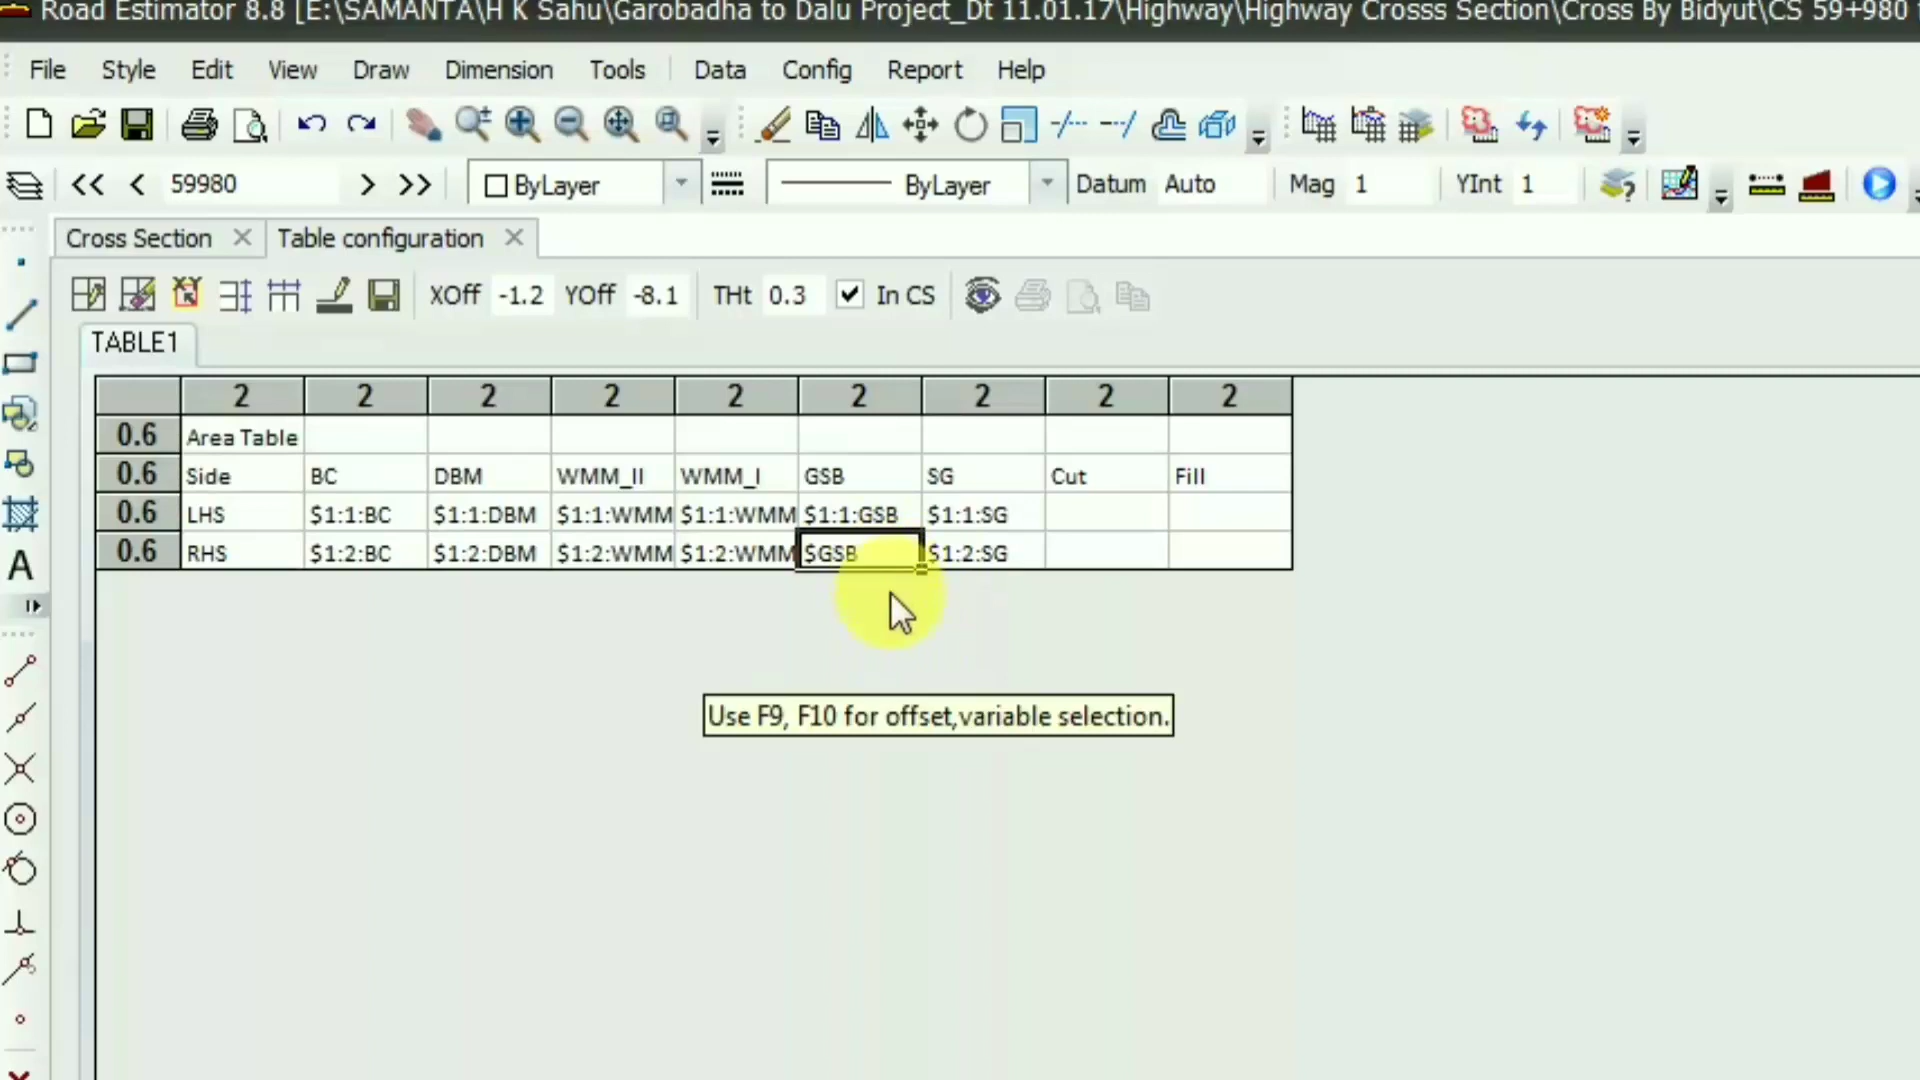 Road Estimator 8.8 [E:\SAMANTA\H K Sahu\Garobadha to Dalu Project_Dt 11.01.17\Highway\Highway Crosss Section\Cross By Bidyut\CS 59+980
File Style Edit View Draw Dimension Tools Data Config Report Help
<< < 59980 > >> ByLayer ByLayer Datum Auto Mag 1 YInt 1
Cross Section Table configuration
XOff -1.2 YOff -8.1 THt 0.3 In CS
TABLE1
2 2 2 2 2 2 2 2 2
0.6 Area Table
0.6 Side BC DBM WMM_II WMM_I GSB SG Cut Fill
0.6 LHS $1:1:BC $1:1:DBM $1:1:WMM $1:1:WMM $1:1:GSB $1:1:SG
0.6 RHS $1:2:BC $1:2:DBM $1:2:WMM $1:2:WMM $GSB $1:2:SG
A
Use F9, F10 for offset,variable selection.